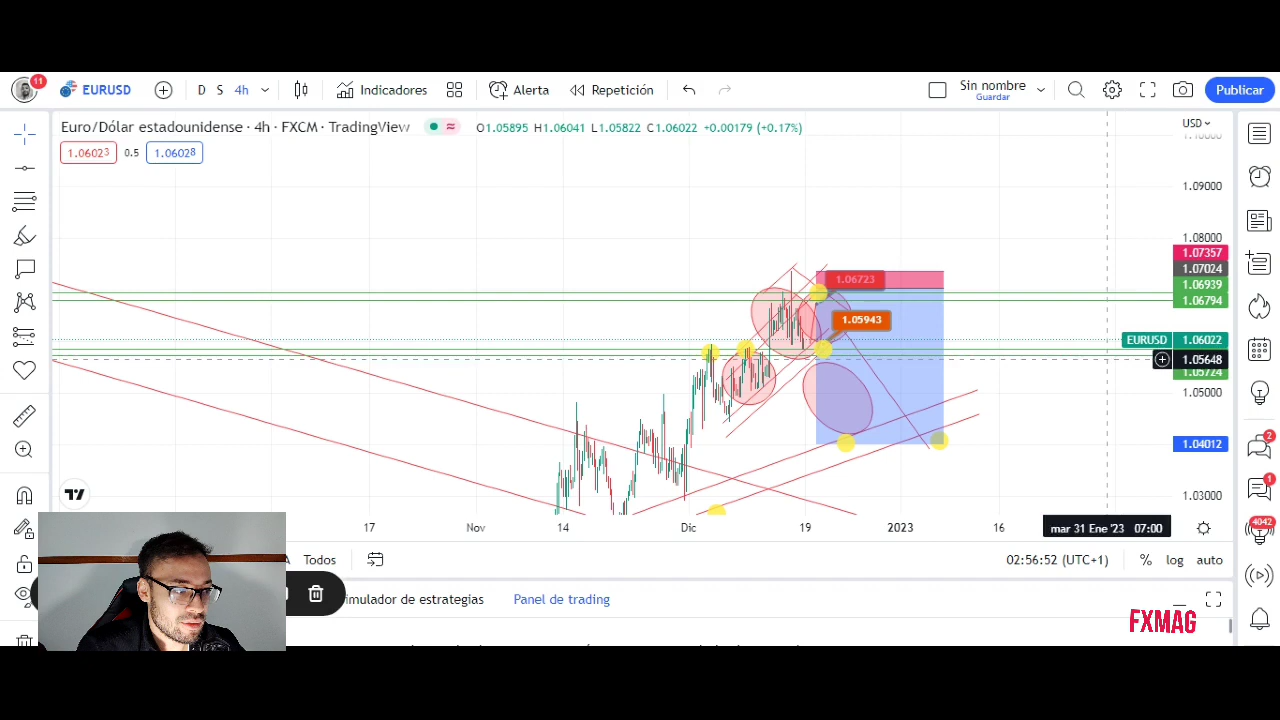 11
EURUSD
D S 4h
Indicadores
Alerta
Repetición
Sin nombre
Guardar
Publicar
Euro/Dólar estadounidense · 4h · FXCM · TradingView
O1.05895 H1.06041 L1.05822 C1.06022 +0.00179 (+0.17%)
1.06023
0.5
1.06028
USD
1.10000
1.09000
1.08000
1.07357
1.07024
1.06939
1.06794
1.06723
1.05943
EURUSD 1.06022
1.05648
1.05724
1.05000
1.04012
1.03000
17
Nov
14
Dic
19
2023
16
mar 31 Ene '23 07:00
Todos
02:56:52 (UTC+1)
%
log
auto
imulador de estrategias
Panel de trading
2
1
4042
FXMAG